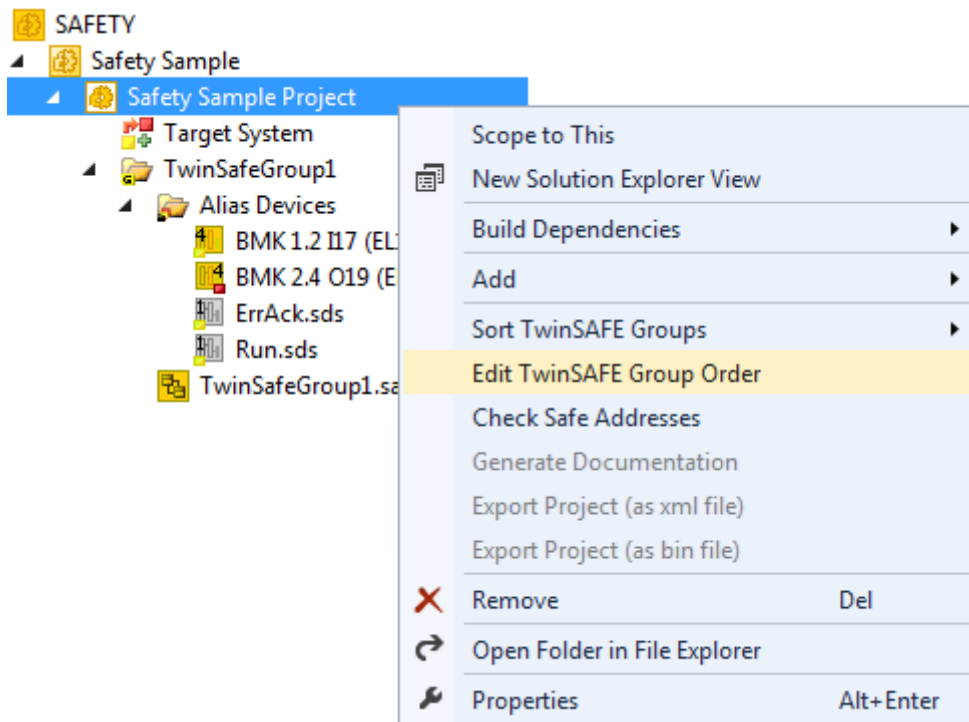 SAFETY
Safety Sample
Safety Sample Project
Target System
TwinSafeGroup1
Alias Devices
BMK 1.2 I17
BMK 2.4 O19
ErrAck.sds
Run.sds
TwinSafeGroup1.sa
Scope to This
New Solution Explorer View
Build Dependencies
Add
Sort TwinSAFE Groups
Edit TwinSAFE Group Order
Check Safe Addresses
Generate Documentation
Export Project (as xml file)
Export Project (as bin file)
Remove Del
Open Folder in File Explorer
Properties Alt+Enter